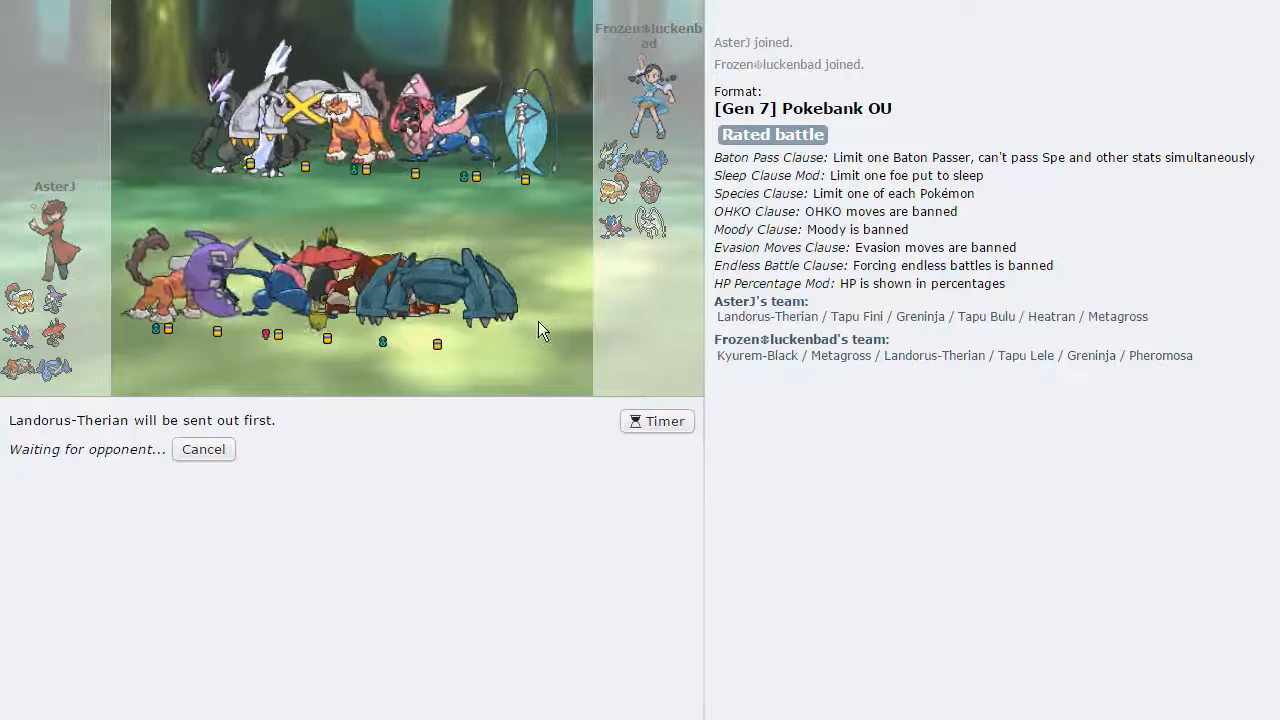 Frozen❆luckenb
ad
AsterJ
Landorus-Therian will be sent out first.
Timer
Waiting for opponent...
Cancel
AsterJ joined.
Frozen❆luckenbad joined.
Format:
[Gen 7] Pokebank OU
Rated battle
Baton Pass Clause: Limit one Baton Passer, can't pass Spe and other stats simultaneously
Sleep Clause Mod: Limit one foe put to sleep
Species Clause: Limit one of each Pokémon
OHKO Clause: OHKO moves are banned
Moody Clause: Moody is banned
Evasion Moves Clause: Evasion moves are banned
Endless Battle Clause: Forcing endless battles is banned
HP Percentage Mod: HP is shown in percentages
AsterJ's team:
Landorus-Therian / Tapu Fini / Greninja / Tapu Bulu / Heatran / Metagross
Frozen❆luckenbad's team:
Kyurem-Black / Metagross / Landorus-Therian / Tapu Lele / Greninja / Pheromosa